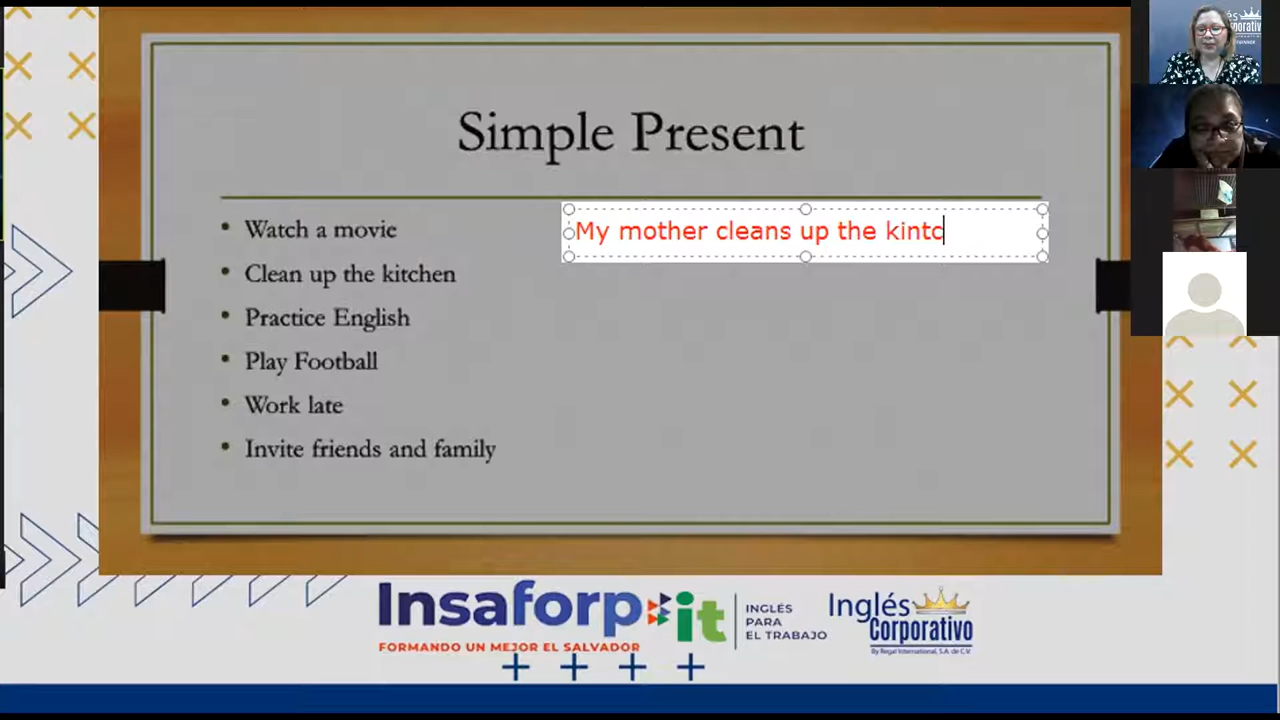 Simple Present
• Watch a movie
My mother cleans up the kintc
• Clean up the kitchen
• Practice English
• Play Football
• Work late
• Invite friends and family
Insaforp
it
FORMANDO UN MEJOR EL SALVADOR
INGLÉS
PARA
EL TRABAJO
Inglés
Corporativo
By Regal International, S.A. de C.V.